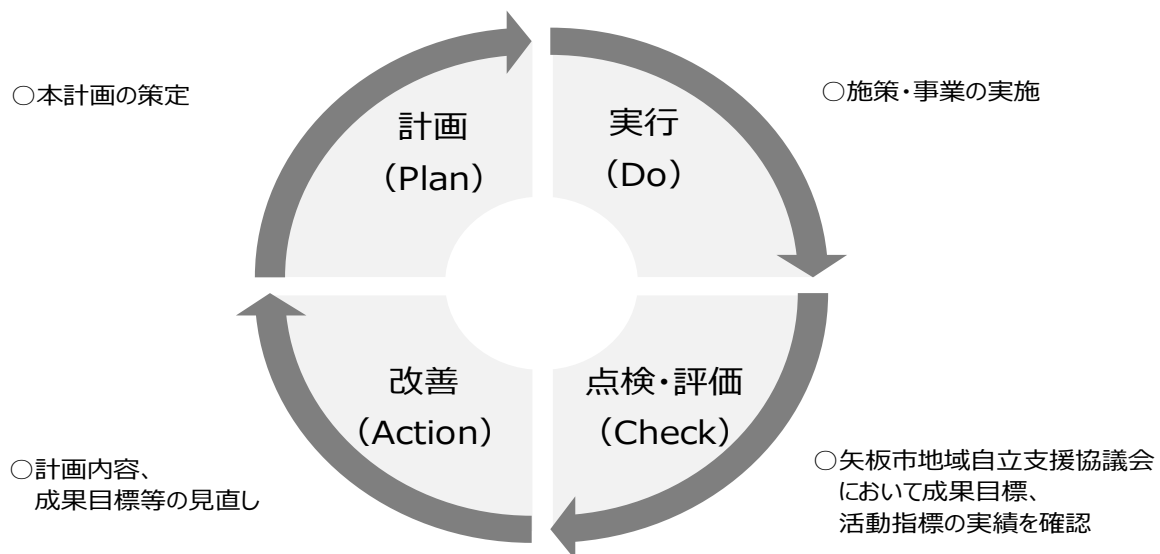 ○本計画の策定
計画
（Plan）
実行
（Do）
○施策・事業の実施
改善
（Action）
点検・評価
（Check）
○計画内容、
成果目標等の見直し
○矢板市地域自立支援協議会
において成果目標、
活動指標の実績を確認